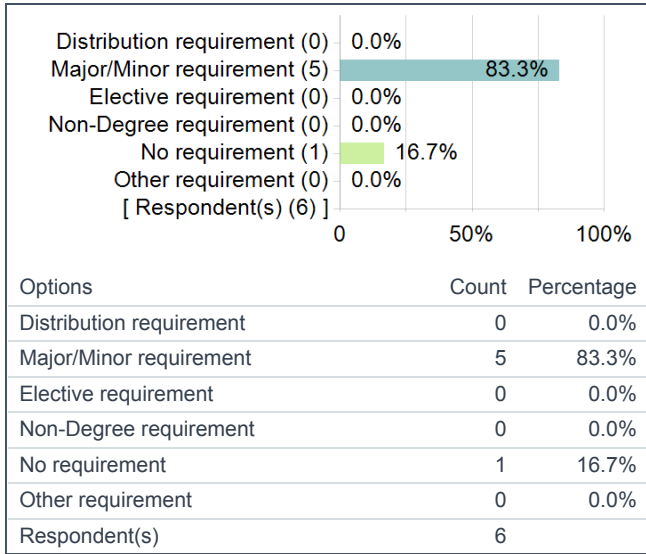 Distribution requirement (0) 0.0%
Major/Minor requirement (5) 83.3%
Elective requirement (0) 0.0%
Non-Degree requirement (0) 0.0%
No requirement (1) 16.7%
Other requirement (0) 0.0%
[ Respondent(s) (6) ]
0 50% 100%
Options Count Percentage
Distribution requirement 0 0.0%
Major/Minor requirement 5 83.3%
Elective requirement 0 0.0%
Non-Degree requirement 0 0.0%
No requirement 1 16.7%
Other requirement 0 0.0%
Respondent(s) 6